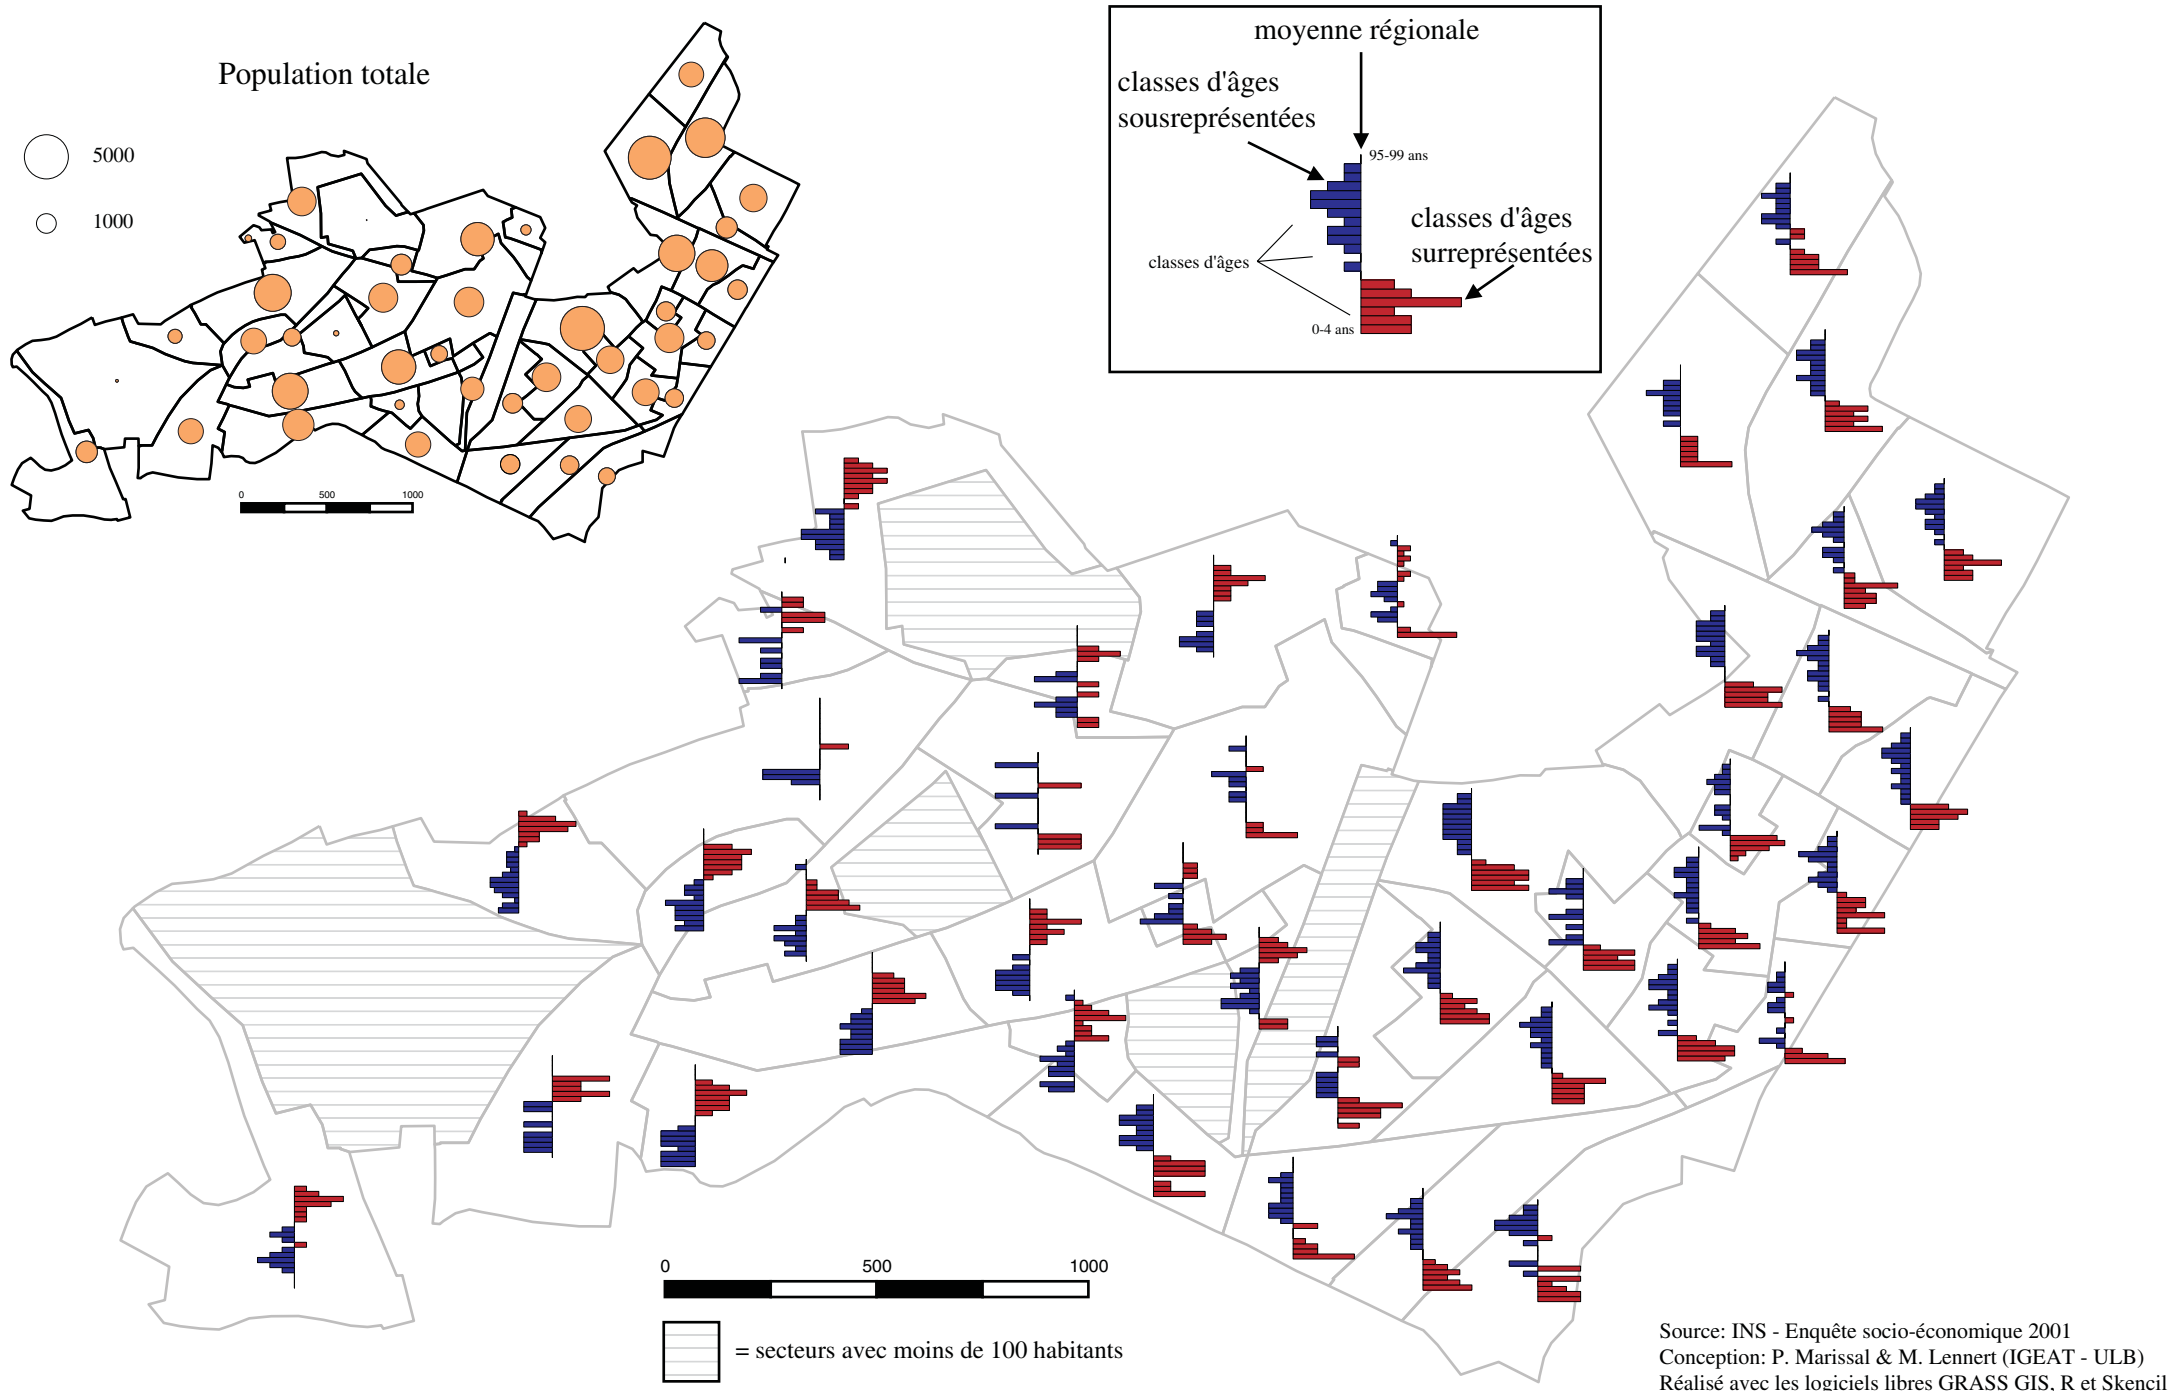 Population totale
5000
1000
0 500 1000
moyenne régionale
classes d'âges
sousreprésentées
95-99 ans
classes d'âges
surreprésentées
classes d'âges
0-4 ans
0 500 1000
= secteurs avec moins de 100 habitants
Source: INS - Enquête socio-économique 2001
Conception: P. Marissal & M. Lennert (IGEAT - ULB)
Réalisé avec les logiciels libres GRASS GIS, R et Skencil